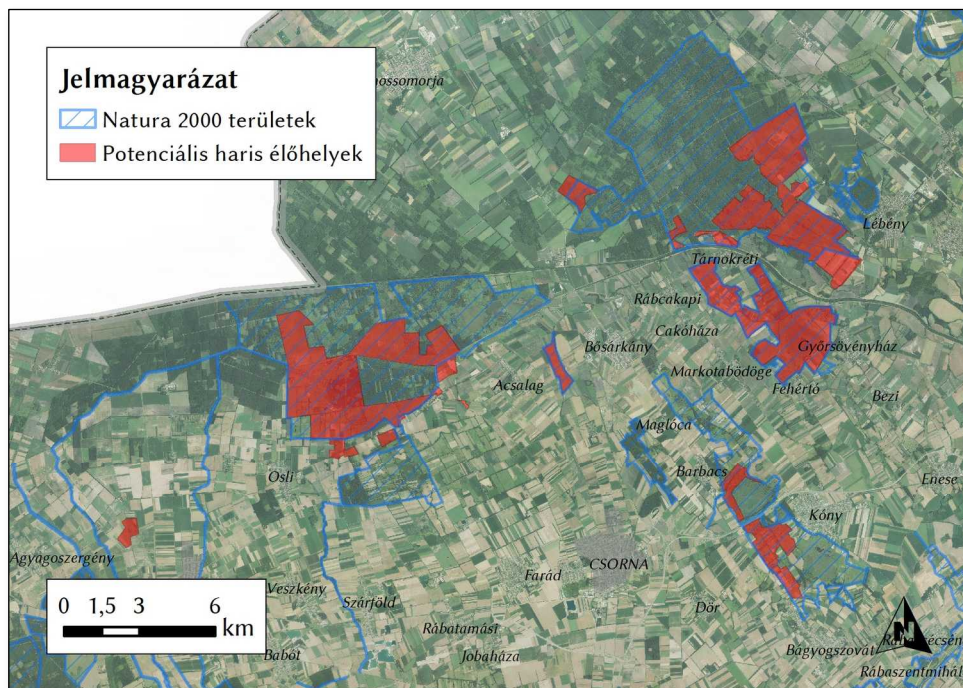 Jelmagyarázat
Natura 2000 területek
Potenciális haris élőhelyek
Lébény
Tárnokréti
Rábcakapi
Cakóháza
Bősárkány
Győrsövényház
Markotabödöge
Acsalag
Fehértó
Bezi
Maglóca
Osli
Barbacs
Enese
Kóny
Agyagoszergény
CSORNA
Farád
Veszkény
Szárföld
Dör
Rábatamási
Babót
Jobaháza
Bágyogszovát
0 1,5 3 6
km
N